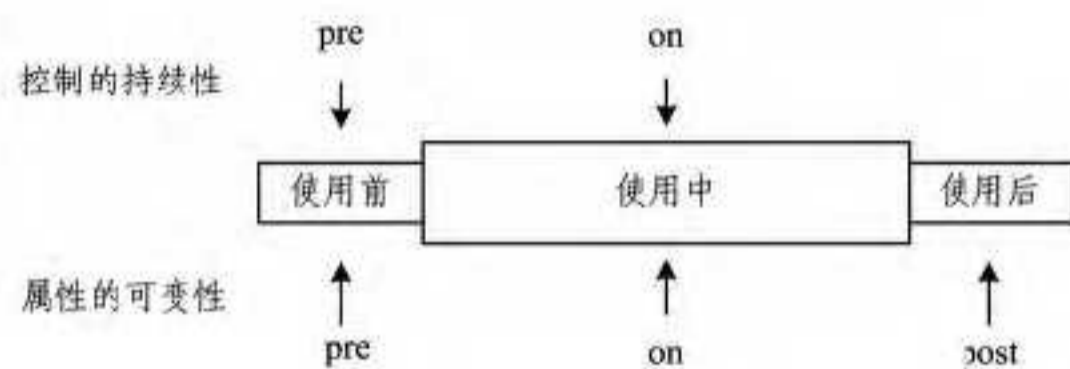 pre on
控制的持续性
使用前 使用中 使用后
属性的可变性
pre on post